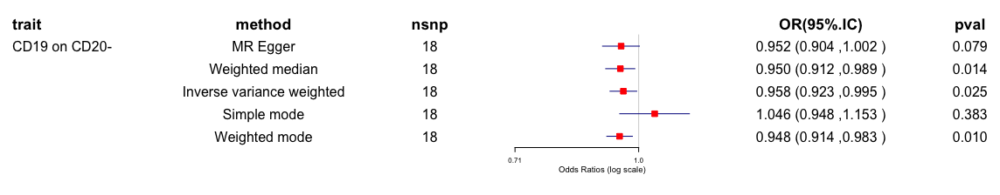 trait method nsnp OR(95%.IC) pval
CD19 on CD20- MR Egger 18 0.952 (0.904 ,1.002 ) 0.079
Weighted median 18 0.950 (0.912 ,0.989 ) 0.014
Inverse variance weighted 18 0.958 (0.923 ,0.995 ) 0.025
Simple mode 18 1.046 (0.948 ,1.153 ) 0.383
Weighted mode 18 0.948 (0.914 ,0.983 ) 0.010
0.71 1.0
Odds Ratios (log scale)